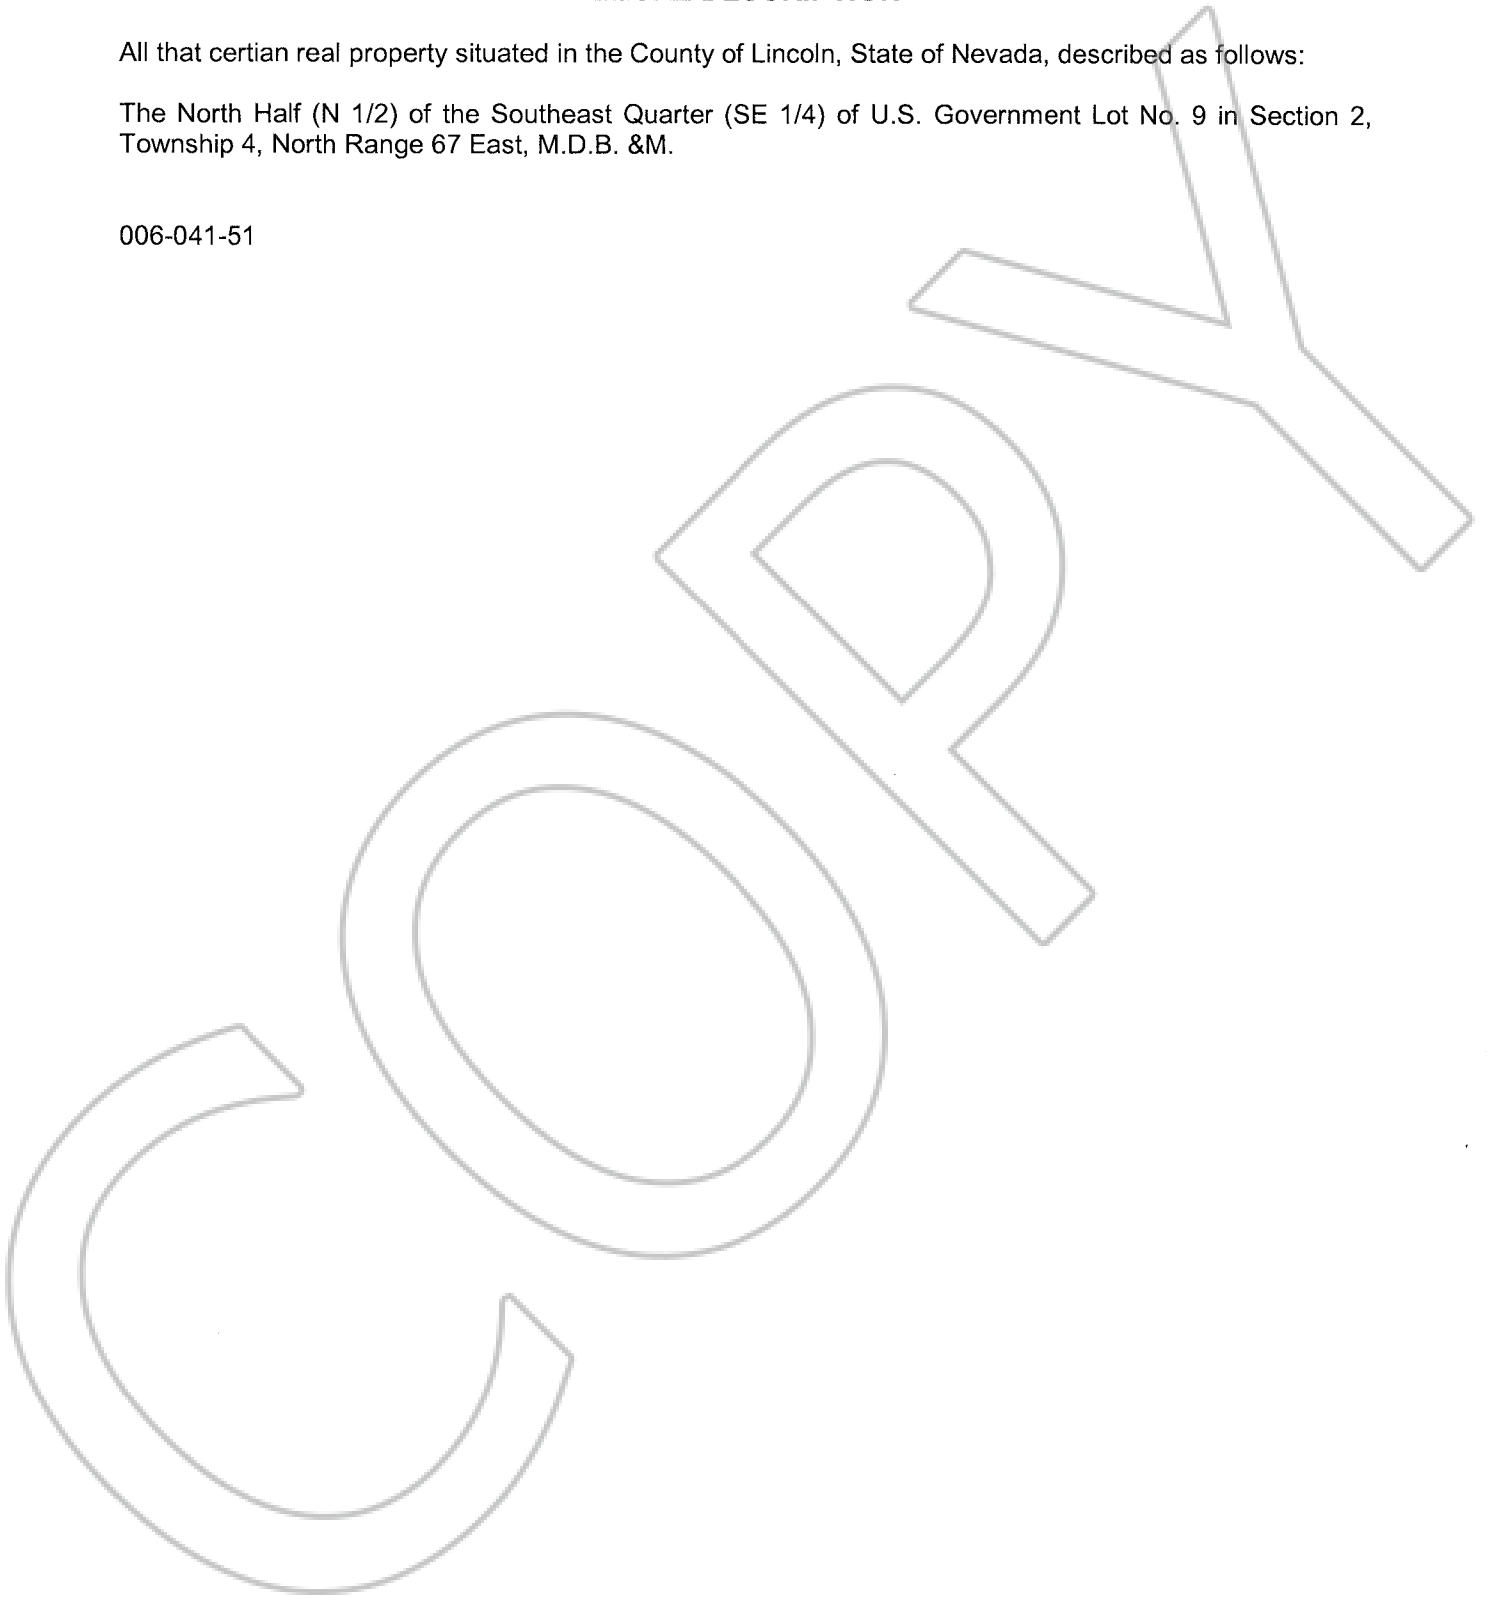 All that certian real property situated in the County of Lincoln, State of Nevada, described as follows:
The North Half (N 1/2) of the Southeast Quarter (SE 1/4) of U.S. Government Lot No. 9 in Section 2,
Township 4, North Range 67 East, M.D.B. &M.
006-041-51
COPY